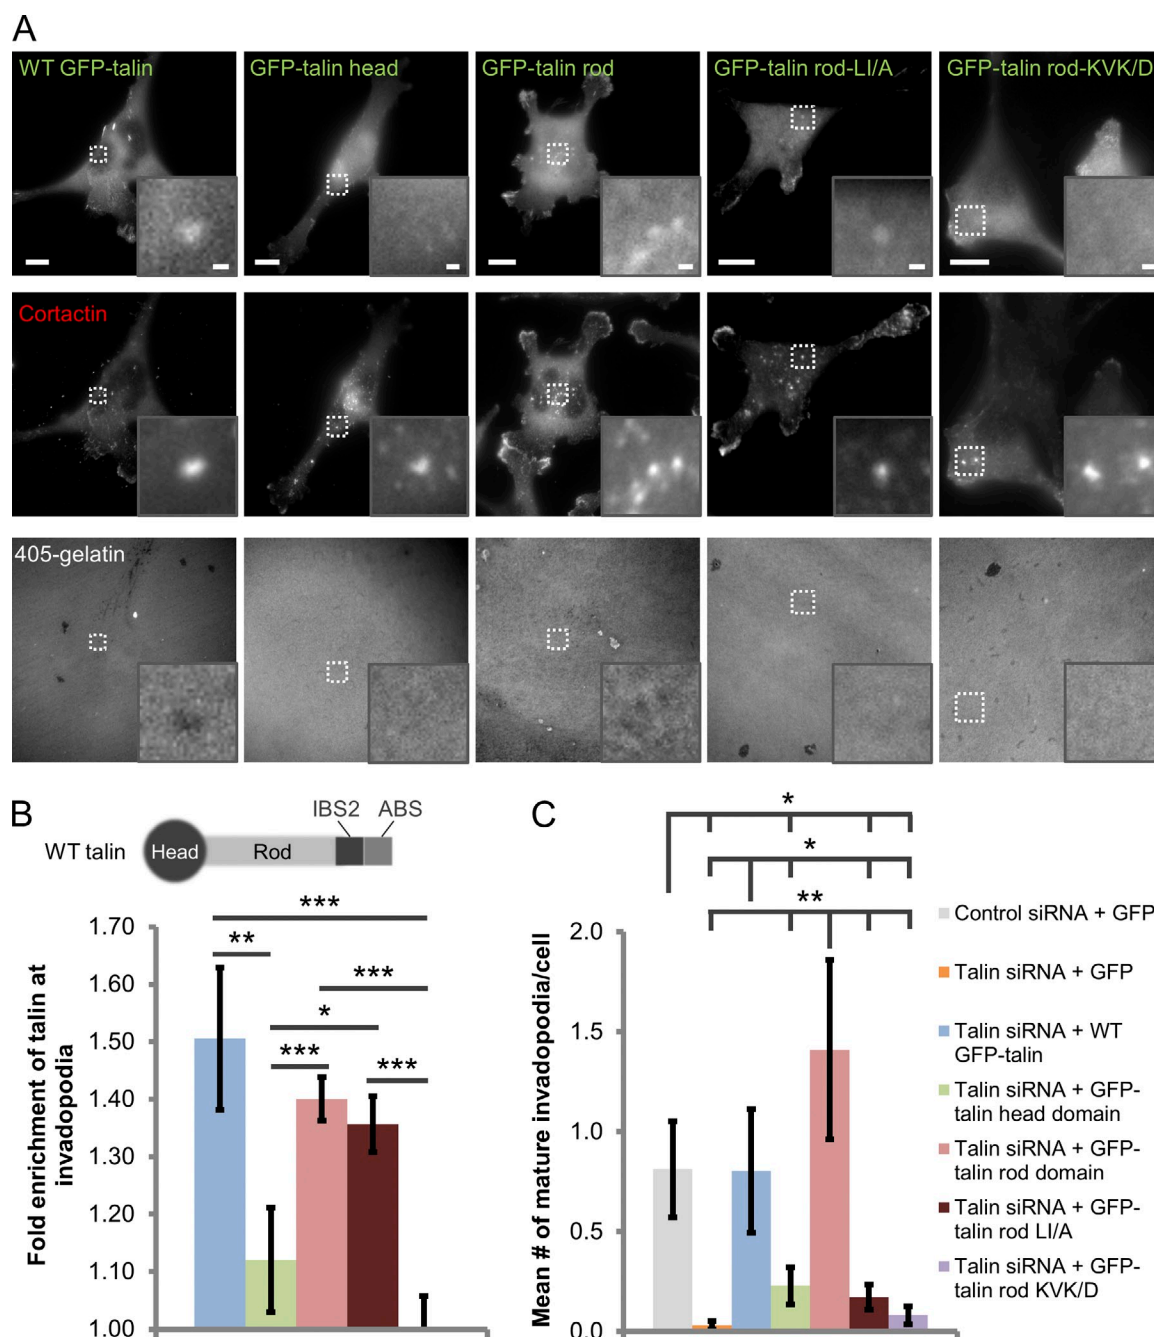 A
WT GFP-talin
GFP-talin head
GFP-talin rod
GFP-talin rod-LI/A
GFP-talin rod-KVK/D
Cortactin
405-gelatin
B
WT talin
Head
Rod
IBS2
ABS
***
**
***
*
***
***
Fold enrichment of talin at
invadopodia
1.70
1.60
1.50
1.40
1.30
1.20
1.10
1.00
C
*
*
**
Mean # of mature invadopodia/cell
2.0
1.5
1.0
0.5
0.0
Control siRNA + GFP
Talin siRNA + GFP
Talin siRNA + WT
GFP-talin
Talin siRNA + GFP-
talin head domain
Talin siRNA + GFP-
talin rod domain
Talin siRNA + GFP-
talin rod LI/A
Talin siRNA + GFP-
talin rod KVK/D